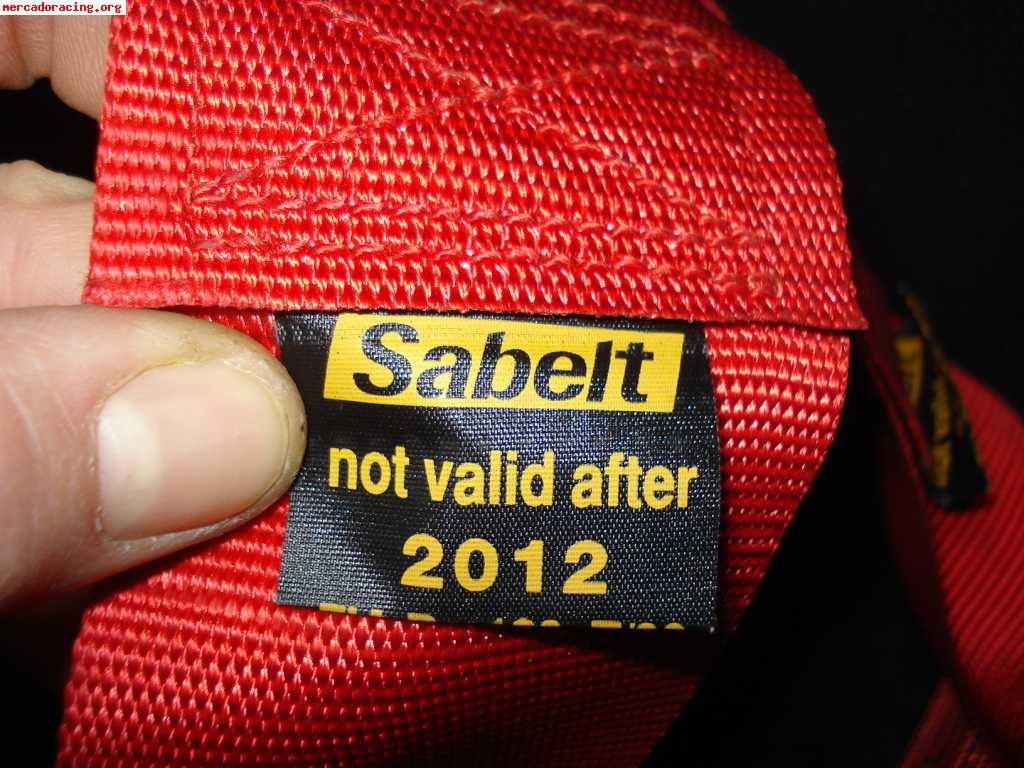 mercadoracing.org
Sabelt
not valid after
2012